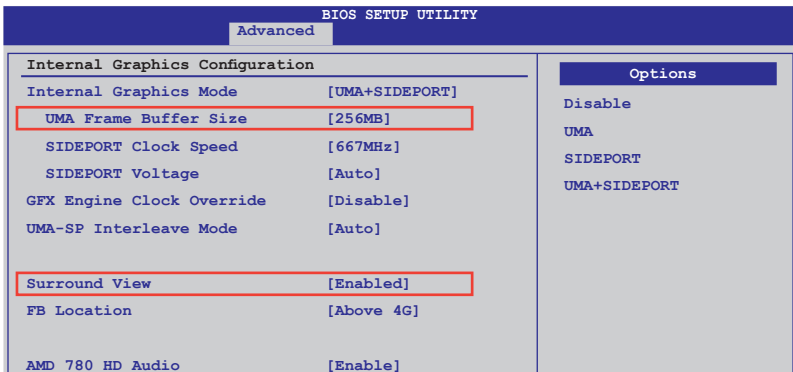 BIOS SETUP UTILITY
Advanced
Internal Graphics Configuration
Internal Graphics Mode [UMA+SIDEPORT]
UMA Frame Buffer Size [256MB]
SIDEPORT Clock Speed [667MHz]
SIDEPORT Voltage [Auto]
GFX Engine Clock Override [Disable]
UMA-SP Interleave Mode [Auto]
Surround View [Enabled]
FB Location [Above 4G]
AMD 780 HD Audio [Enable]
Options
Disable
UMA
SIDEPORT
UMA+SIDEPORT